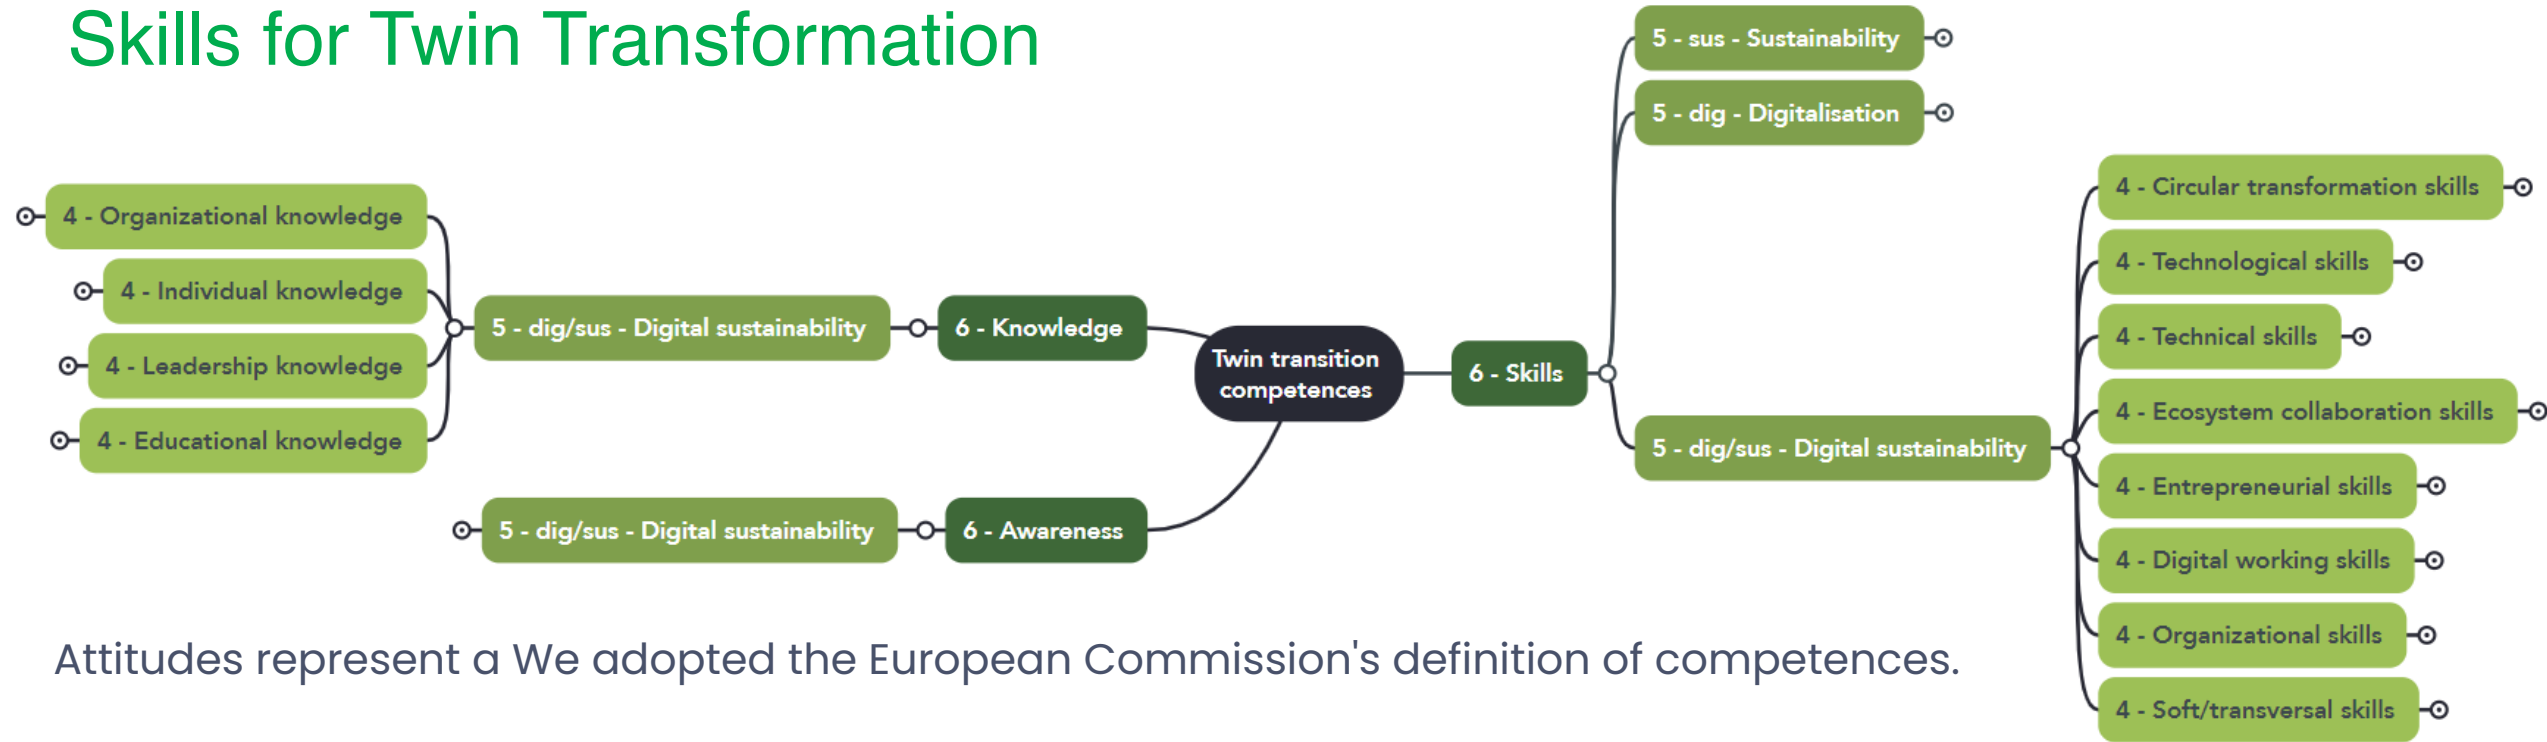 Skills for Twin Transformation
5 - sus - Sustainability
5 - dig - Digitalisation
4 - Organizational knowledge
4 - Individual knowledge
4 - Leadership knowledge
4 - Educational knowledge
5 - dig/sus - Digital sustainability
6 - Knowledge
Twin transition
competences
6 - Skills
5 - dig/sus - Digital sustainability
6 - Awareness
5 - dig/sus - Digital sustainability
4 - Circular transformation skills
4 - Technological skills
4 - Technical skills
4 - Ecosystem collaboration skills
4 - Entrepreneurial skills
4 - Digital working skills
4 - Organizational skills
4 - Soft/transversal skills
Attitudes represent a We adopted the European Commission's definition of competences.